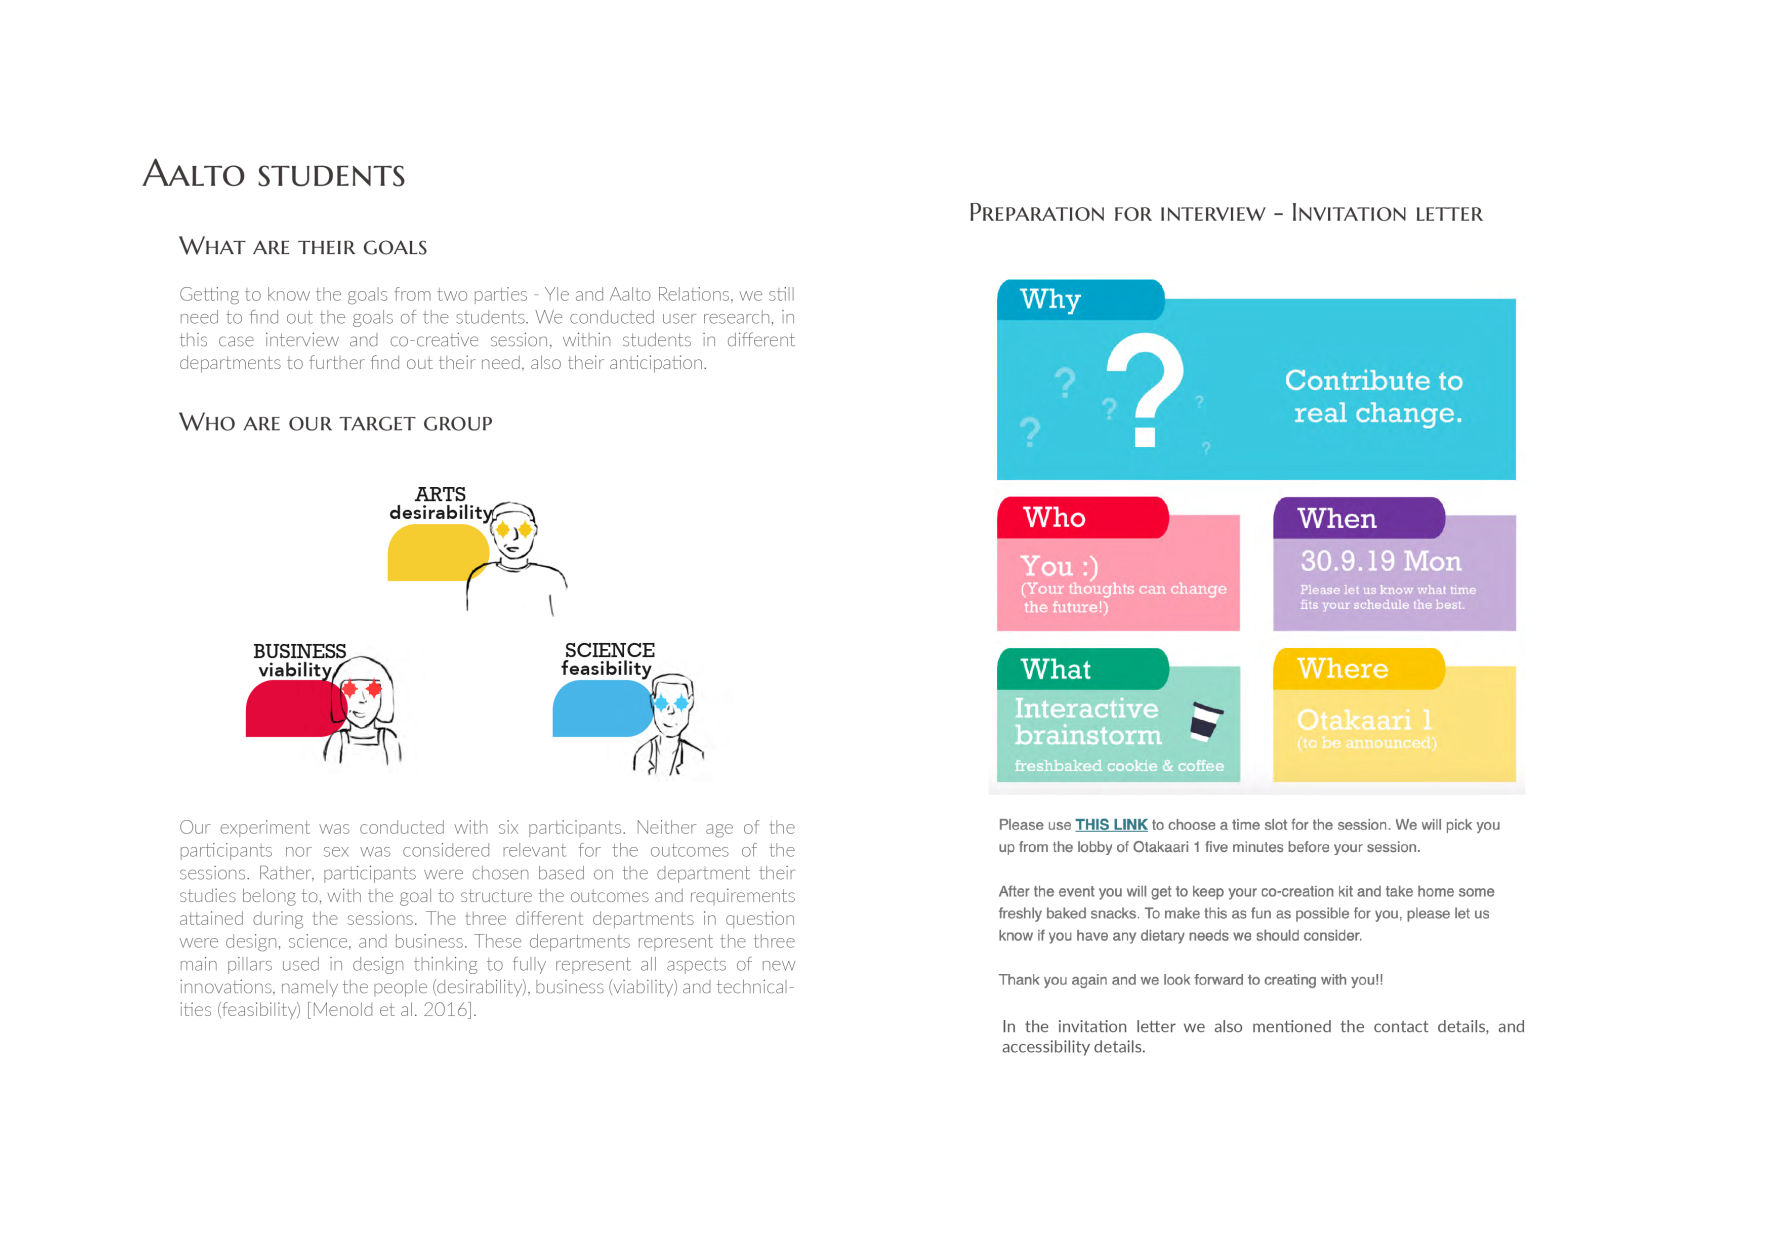 Aalto students
What are their goals
Getting to know the goals from two parties - Yle and Aalto Relations, we still
need to find out the goals of the students. We conducted user research, in
this case interview and co-creative session, within students in different
departments to further find out their need, also their anticipation.
Who are our target group
ARTS
desirability
BUSINESS
viability
SCIENCE
feasibility
Our experiment was conducted with six participants. Neither age of the
participants nor sex was considered relevant for the outcomes of the
sessions. Rather, participants were chosen based on the department their
studies belong to, with the goal to structure the outcomes and requirements
attained during the sessions. The three different departments in question
were design, science, and business. These departments represent the three
main pillars used in design thinking to fully represent all aspects of new
innovations, namely the people (desirability), business (viability) and technical-
ities (feasibility) [Menold et al. 2016].
Preparation for interview - Invitation letter
Why
? ? ? ? ? ?
Contribute to
real change.
Who
You :)
(Your thoughts can change
the future!)
When
30.9.19 Mon
Please let us know what time
fits your schedule the best.
What
Interactive
brainstorm
freshbaked cookie & coffee
Where
Otakaari 1
(to be announced)
Please use THIS LINK to choose a time slot for the session. We will pick you
up from the lobby of Otakaari 1 five minutes before your session.
After the event you will get to keep your co-creation kit and take home some
freshly baked snacks. To make this as fun as possible for you, please let us
know if you have any dietary needs we should consider.
Thank you again and we look forward to creating with you!!
In the invitation letter we also mentioned the contact details, and
accessibility details.